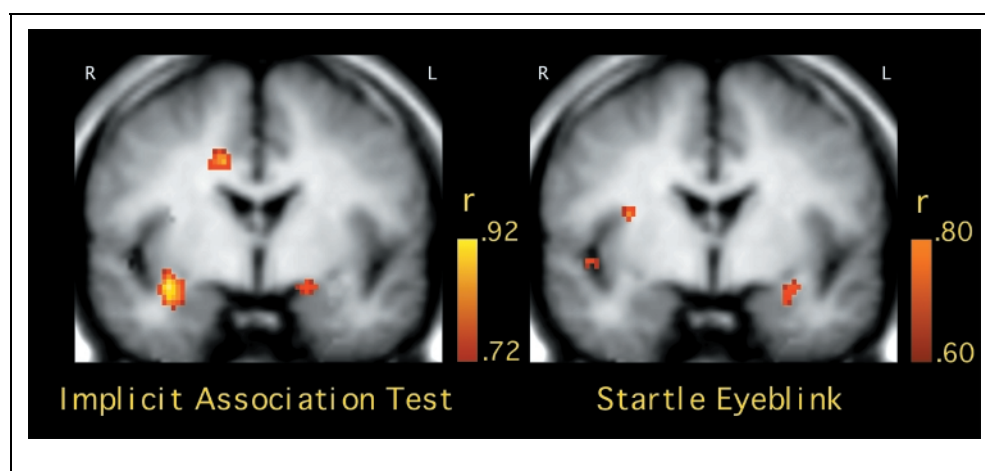 R L R L
r r
.92 .80
.72 .60
Implicit Association Test Startle Eyeblink